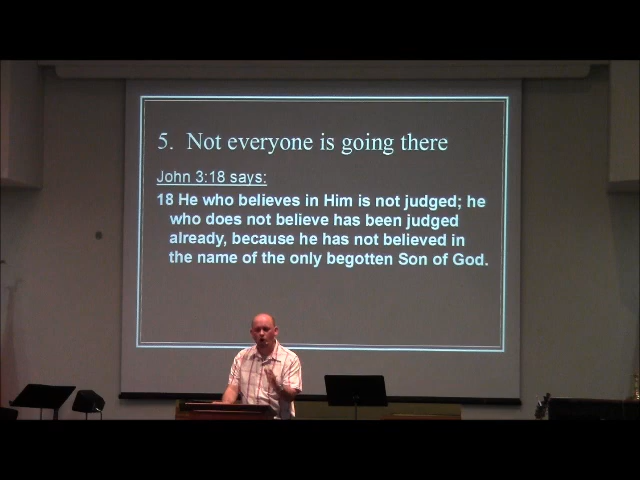 5. Not everyone is going there
John 3:18 says:
18 He who believes in Him is not judged; he
who does not believe has been judged
already, because he has not believed in
the name of the only begotten Son of God.